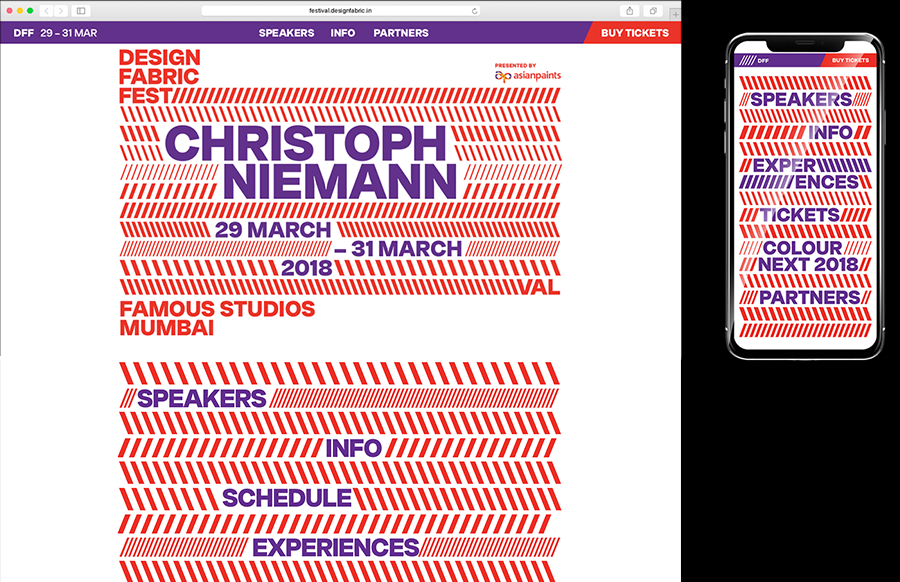 festival.designfabric.in
DFF 29 – 31 MAR SPEAKERS INFO PARTNERS BUY TICKETS
DESIGN
FABRIC
FEST
PRESENTED BY
ap asianpaints
CHRISTOPH
NIEMANN
29 MARCH
– 31 MARCH
2018
VAL
FAMOUS STUDIOS
MUMBAI
SPEAKERS
INFO
SCHEDULE
EXPERIENCES
DFF BUY TICKETS
SPEAKERS
INFO
EXPER
ENCES
TICKETS
COLOUR
NEXT 2018
PARTNERS